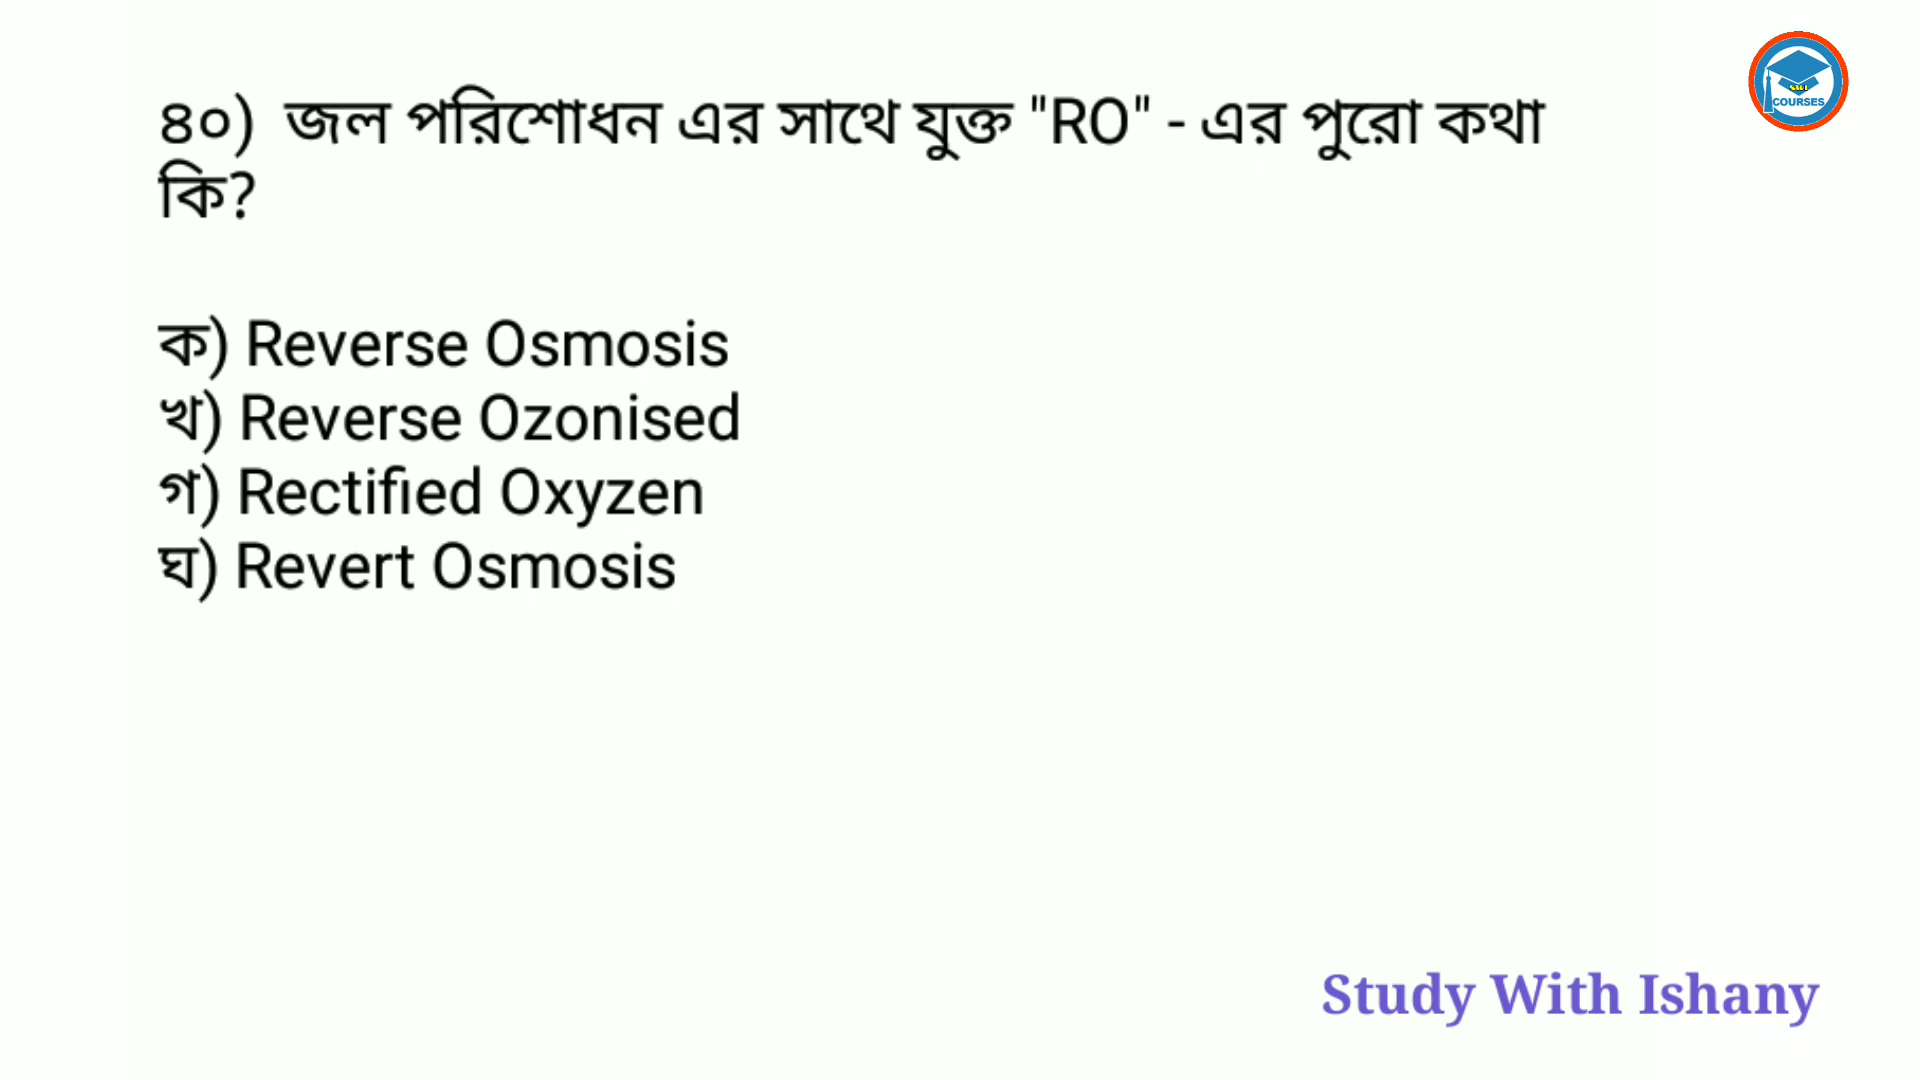 ৪০) জল পরিশোধন এর সাথে যুক্ত "RO" - এর পুরো কথা
কি?
ক) Reverse Osmosis
খ) Reverse Ozonised
গ) Rectified Oxyzen
ঘ) Revert Osmosis
SWI
COURSES
Study With Ishany